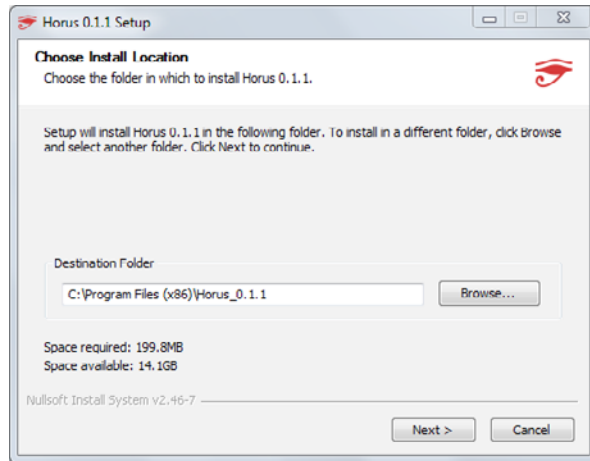 Horus 0.1.1 Setup
Choose Install Location
Choose the folder in which to install Horus 0.1.1.
Setup will install Horus 0.1.1 in the following folder. To install in a different folder, click Browse
and select another folder. Click Next to continue.
Destination Folder
C:\Program Files (x86)\Horus_0.1.1
Browse...
Space required: 199.8MB
Space available: 14.1GB
Nullsoft Install System v2.46-7
Next >
Cancel